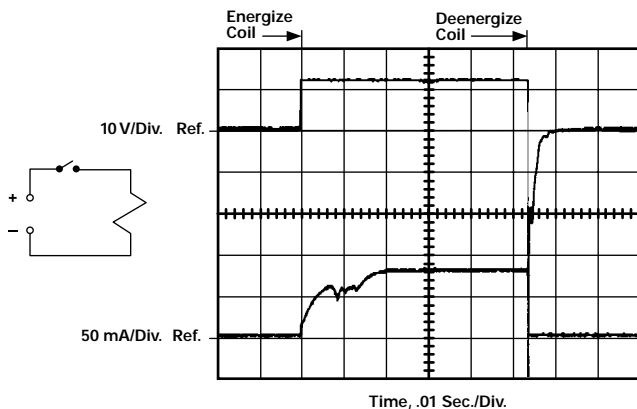 Energize
Coil
Deenergize
Coil
10 V/Div. Ref.
+
–
50 mA/Div. Ref.
Time, .01 Sec./Div.